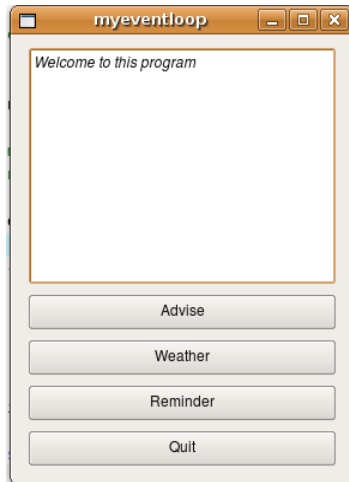 myeventloop
Welcome to this program
Advise
Weather
Reminder
Quit